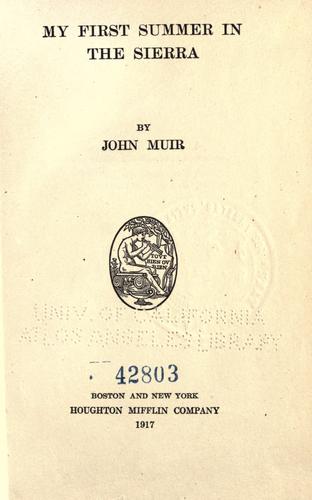 MY FIRST SUMMER IN
THE SIERRA
BY
JOHN MUIR
TOVT
BIEN OV
RIEN
UNIV. OF CALIFORNIA
AT LOS ANGELES LIBRARY
42803
BOSTON AND NEW YORK
HOUGHTON MIFFLIN COMPANY
1917